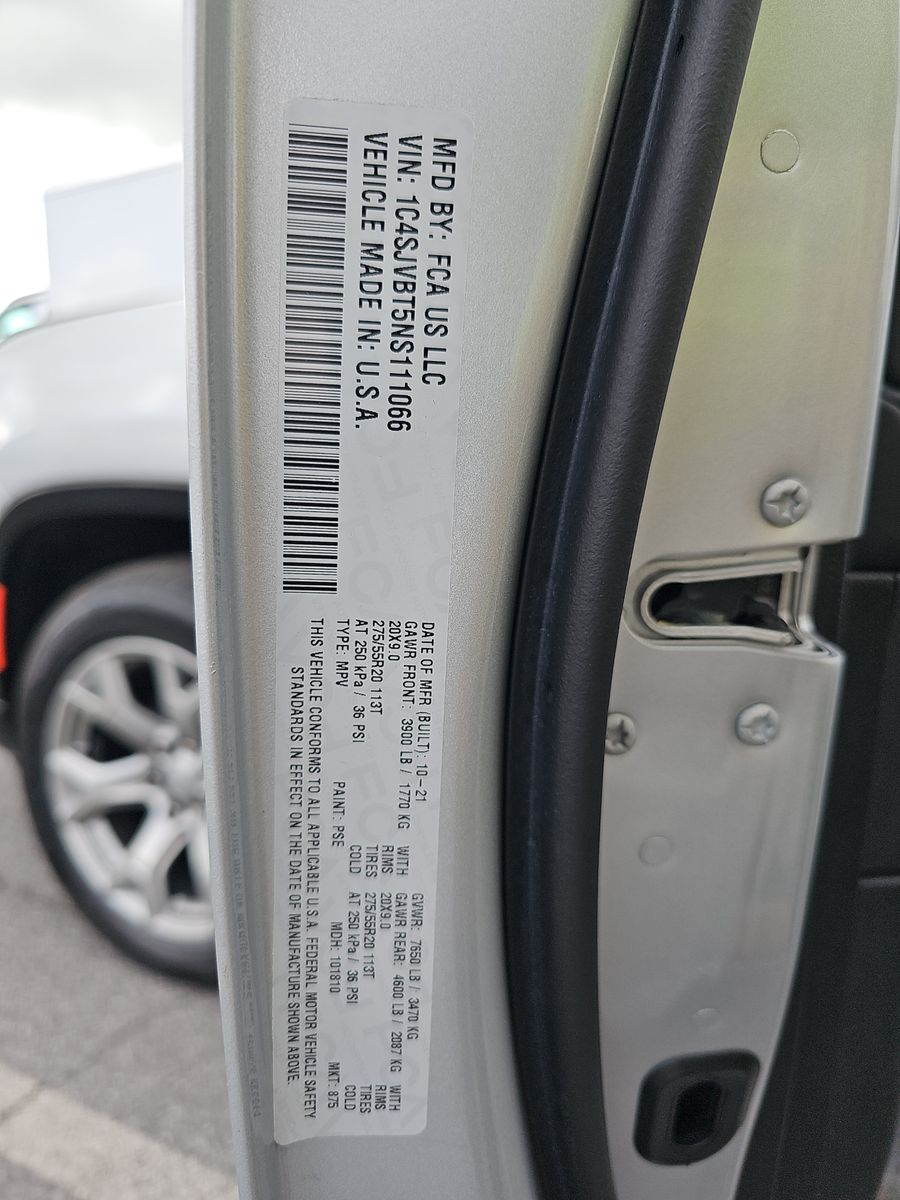 MFD BY: FCA US LLC
VIN: 1C4SJVBT5NS111066
VEHICLE MADE IN: U.S.A.
DATE OF MFR (BUILT): 10-21 GVWR: 7650 LB / 3470 KG
GAWR FRONT: 3900 LB / 1770 KG WITH GAWR REAR: 4600 LB / 2087 KG WITH
20X9.0 RIMS 20X9.0 RIMS
275/55R20 113T TIRES 275/55R20 113T TIRES
AT 250 kPa / 36 PSI COLD AT 250 kPa / 36 PSI COLD
TYPE: MPV PAINT: PSE MDH: 101810 MKT: 875
THIS VEHICLE CONFORMS TO ALL APPLICABLE U.S.A. FEDERAL MOTOR VEHICLE SAFETY
STANDARDS IN EFFECT ON THE DATE OF MANUFACTURE SHOWN ABOVE.